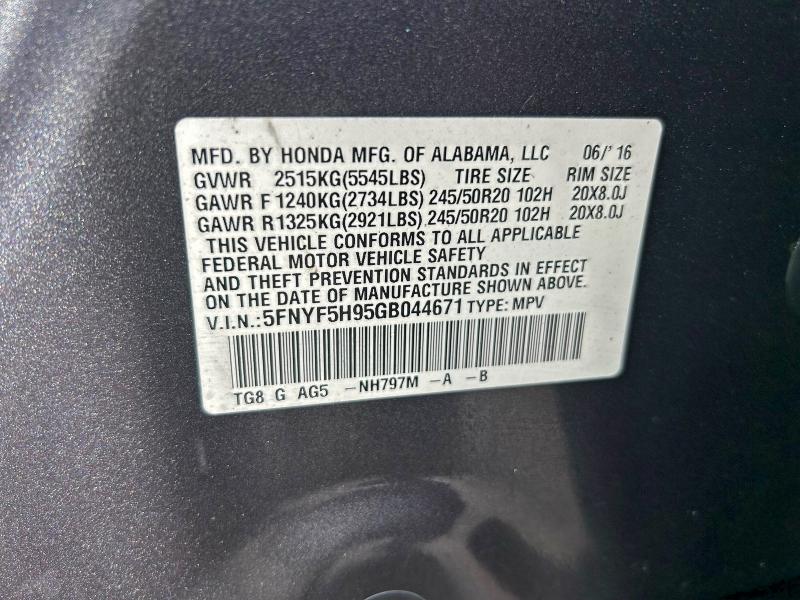 MFD. BY HONDA MFG. OF ALABAMA, LLC 06/'16
GVWR 2515KG(5545LBS) TIRE SIZE RIM SIZE
GAWR F 1240KG(2734LBS) 245/50R20 102H 20X8.0J
GAWR R1325KG(2921LBS) 245/50R20 102H 20X8.0J
THIS VEHICLE CONFORMS TO ALL APPLICABLE
FEDERAL MOTOR VEHICLE SAFETY
AND THEFT PREVENTION STANDARDS IN EFFECT
ON THE DATE OF MANUFACTURE SHOWN ABOVE.
V.I.N.:5FNYF5H95GB044671 TYPE: MPV
TG8 G AG5 -NH797M -A -B